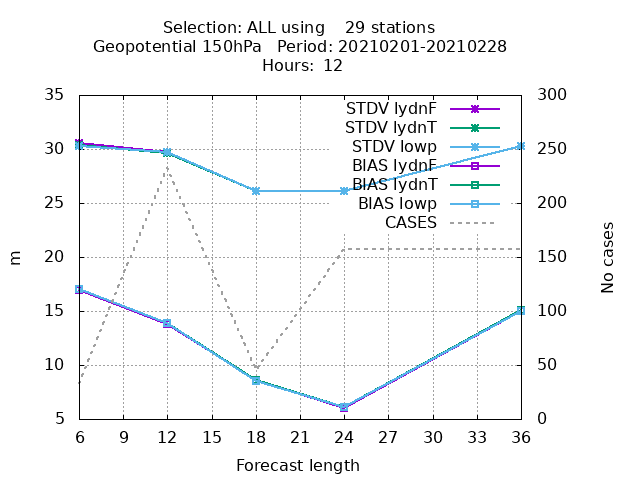 Selection: ALL using    29 stations
Geopotential 150hPa   Period: 20210201-20210228
Hours:  12
35
30
25
20
15
10
5
m
STDV lydnF
STDV lydnT
STDV lowp
BIAS lydnF
BIAS lydnT
BIAS lowp
CASES
300
250
200
150
100
50
0
No cases
6 9 12 15 18 21 24 27 30 33 36
Forecast length